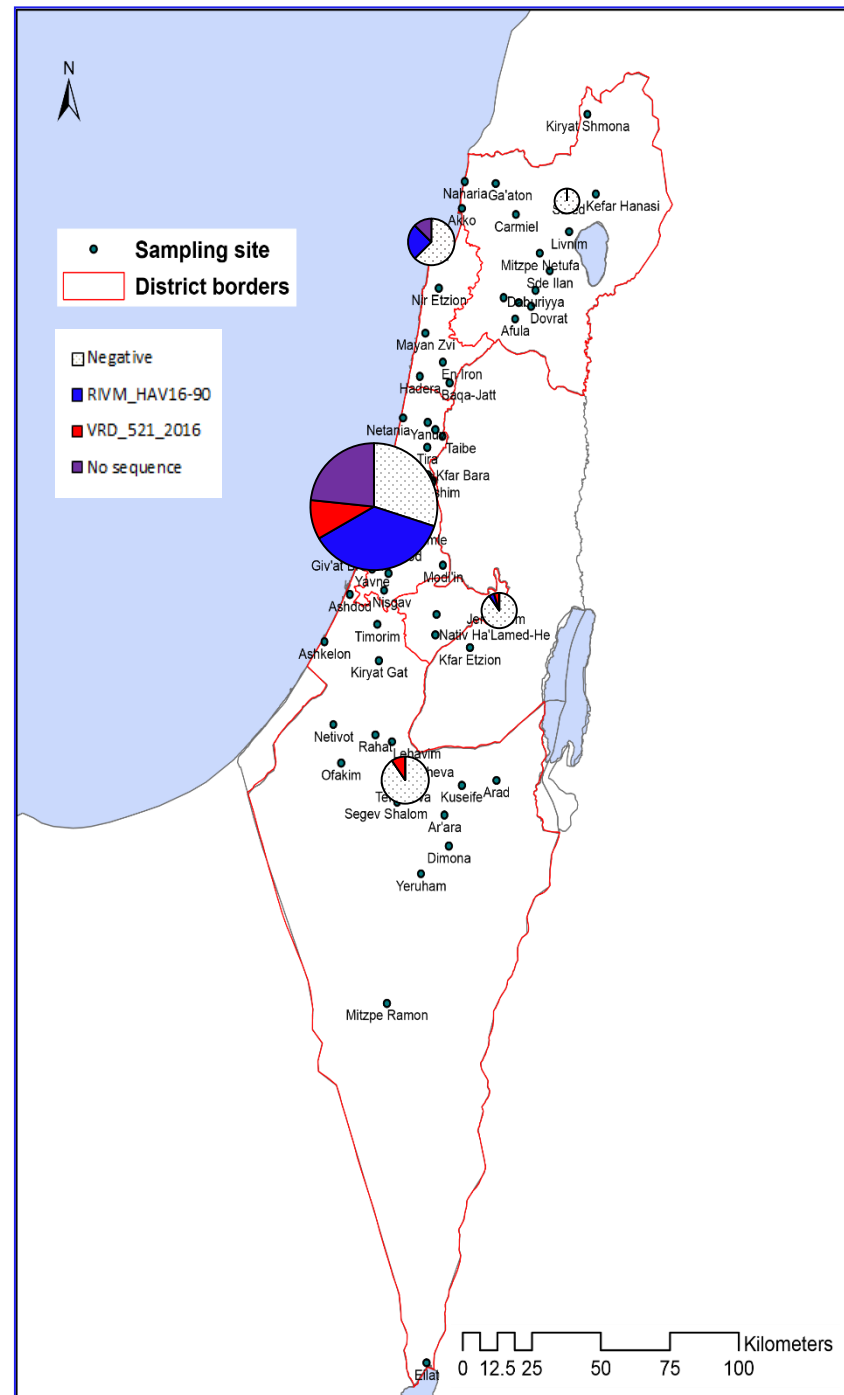 N
Kiryat Shmona
Naharia
Ga'aton
Kefar Hanasi
Akko
Carmiel
Livnim
Sampling site
District borders
Mitzpe Netufa
Sde Ilan
Nir Etzion
Daburiyya
Dovrat
Afula
Negative
RIVM_HAV16-90
VRD_521_2016
No sequence
Mayan Zvi
En Iron
Hadera
Baqa-Jatt
Netania
Taibe
Tira
Kfar Bara
Modi'in
Yavne
Ashdod
Nisgav
Timorim
Nativ Ha'Lamed-He
Ashkelon
Kfar Etzion
Kiryat Gat
Netivot
Rahat
Lehavim
Ofakim
Kuseife
Arad
Segev Shalom
Ar'ara
Dimona
Yeruham
Mitzpe Ramon
Kilometers
0 12.5 25 50 75 100
Eilat